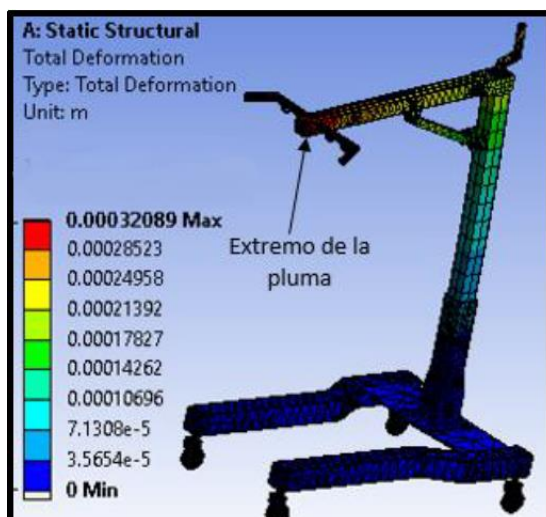 A: Static Structural
Total Deformation
Type: Total Deformation
Unit: m
Extremo de la
pluma
0.00032089 Max
0.00028523
0.00024958
0.00021392
0.00017827
0.00014262
0.00010696
7.1308e-5
3.5654e-5
0 Min